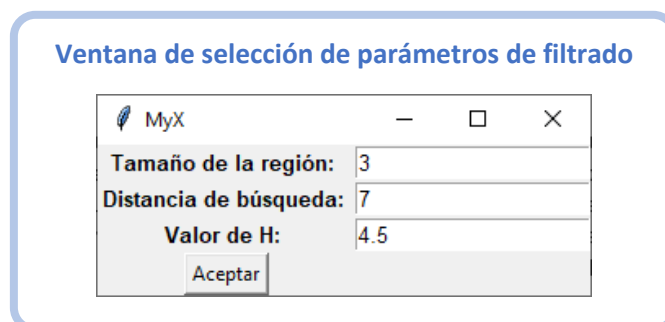 Ventana de selección de parámetros de filtrado
MyX
Tamaño de la región: 3
Distancia de búsqueda: 7
Valor de H: 4.5
Aceptar